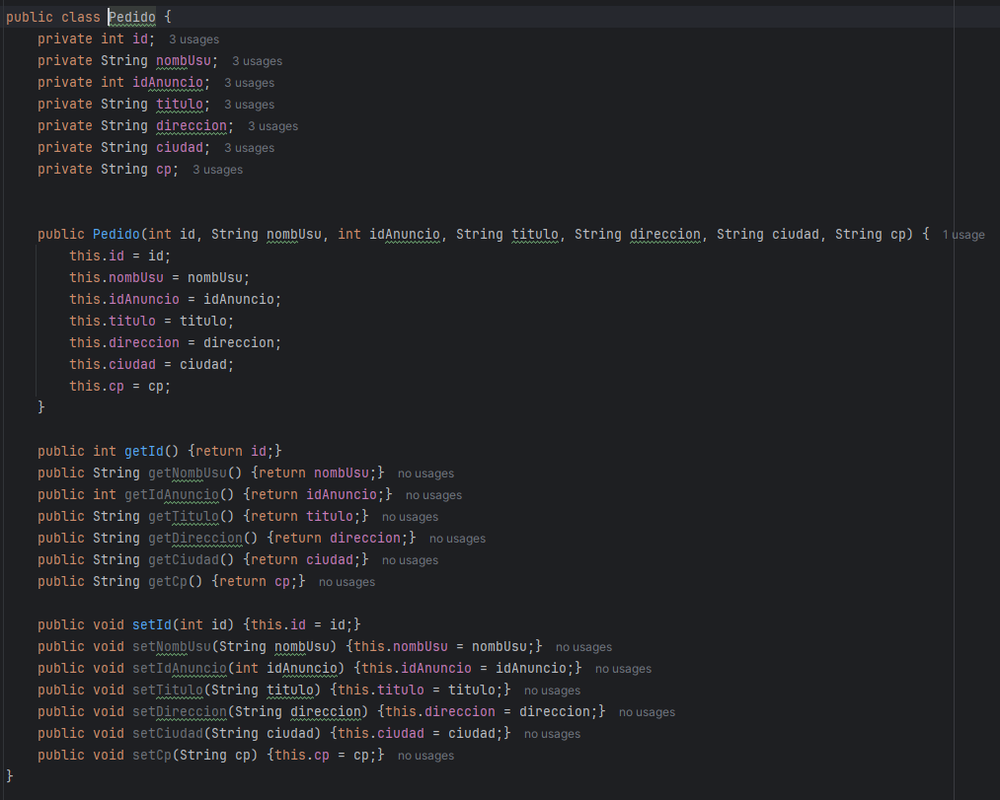 public class Pedido {
    private int id;  3 usages
    private String nombUsu;  3 usages
    private int idAnuncio;  3 usages
    private String titulo;  3 usages
    private String direccion;  3 usages
    private String ciudad;  3 usages
    private String cp;  3 usages
    public Pedido(int id, String nombUsu, int idAnuncio, String titulo, String direccion, String ciudad, String cp) {  1 usage
        this.id = id;
        this.nombUsu = nombUsu;
        this.idAnuncio = idAnuncio;
        this.titulo = titulo;
        this.direccion = direccion;
        this.ciudad = ciudad;
        this.cp = cp;
    }
    public int getId() {return id;}
    public String getNombUsu() {return nombUsu;}  no usages
    public int getIdAnuncio() {return idAnuncio;}  no usages
    public String getTitulo() {return titulo;}  no usages
    public String getDireccion() {return direccion;}  no usages
    public String getCiudad() {return ciudad;}  no usages
    public String getCp() {return cp;}  no usages
    public void setId(int id) {this.id = id;}
    public void setNombUsu(String nombUsu) {this.nombUsu = nombUsu;}  no usages
    public void setIdAnuncio(int idAnuncio) {this.idAnuncio = idAnuncio;}  no usages
    public void setTitulo(String titulo) {this.titulo = titulo;}  no usages
    public void setDireccion(String direccion) {this.direccion = direccion;}  no usages
    public void setCiudad(String ciudad) {this.ciudad = ciudad;}  no usages
    public void setCp(String cp) {this.cp = cp;}  no usages
}